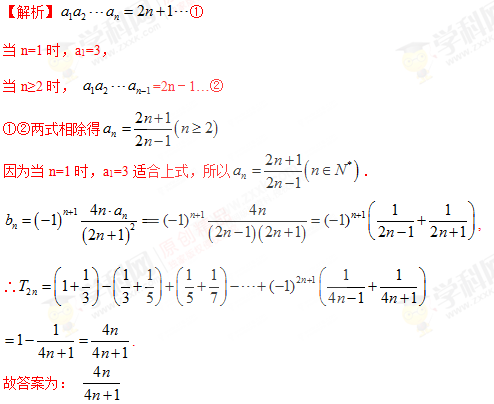 【解析】a₁a₂⋯aₙ = 2n+1⋯①
当 n=1 时，a₁=3，
当 n≥2 时，a₁a₂⋯aₙ₋₁=2n﹣1…②
①②两式相除得 aₙ = (2n+1)/(2n−1) (n≥2)
因为当 n=1 时，a₁=3 适合上式，所以 aₙ = (2n+1)/(2n−1) (n∈N*)．
bₙ = (−1)ⁿ⁺¹ (4n·aₙ)/(2n+1)² == (−1)ⁿ⁺¹ 4n/((2n−1)(2n+1)) = (−1)ⁿ⁺¹ (1/(2n−1) + 1/(2n+1)),
∴T₂ₙ = (1+1/3) − (1/3+1/5) + (1/5+1/7) −⋯+ (−1)²ⁿ⁺¹ (1/(4n−1) + 1/(4n+1))
=1− 1/(4n+1) = 4n/(4n+1) .
故答案为： 4n/(4n+1)